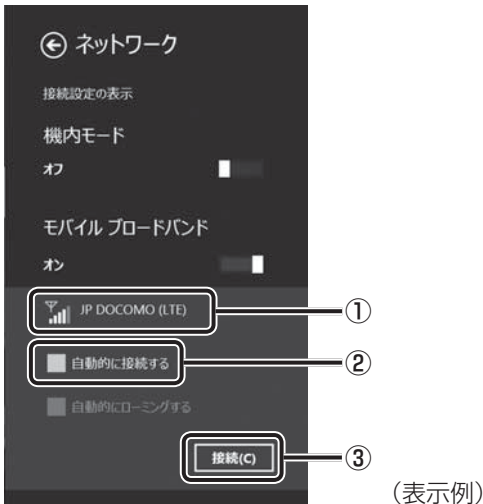 ネットワーク
接続設定の表示
機内モード
オフ
モバイル ブロードバンド
オン
JP DOCOMO (LTE)
①
自動的に接続する
②
自動的にローミングする
接続(C)
③
(表示例)